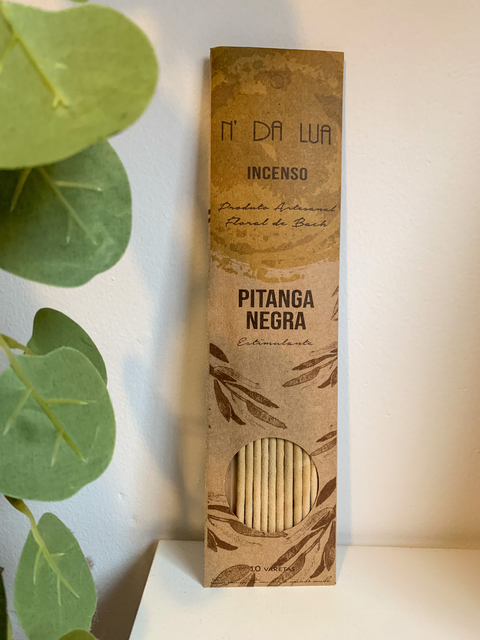 N' DA LUA
INCENSO
Produto Artesanal
Floral de Bach
PITANGA
NEGRA
Estimulante
10 VARETAS